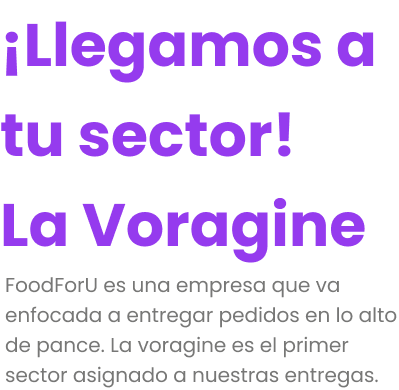 ¡Llegamos a
tu sector!
La Voragine
FoodForU es una empresa que va
enfocada a entregar pedidos en lo alto
de pance. La voragine es el primer
sector asignado a nuestras entregas.